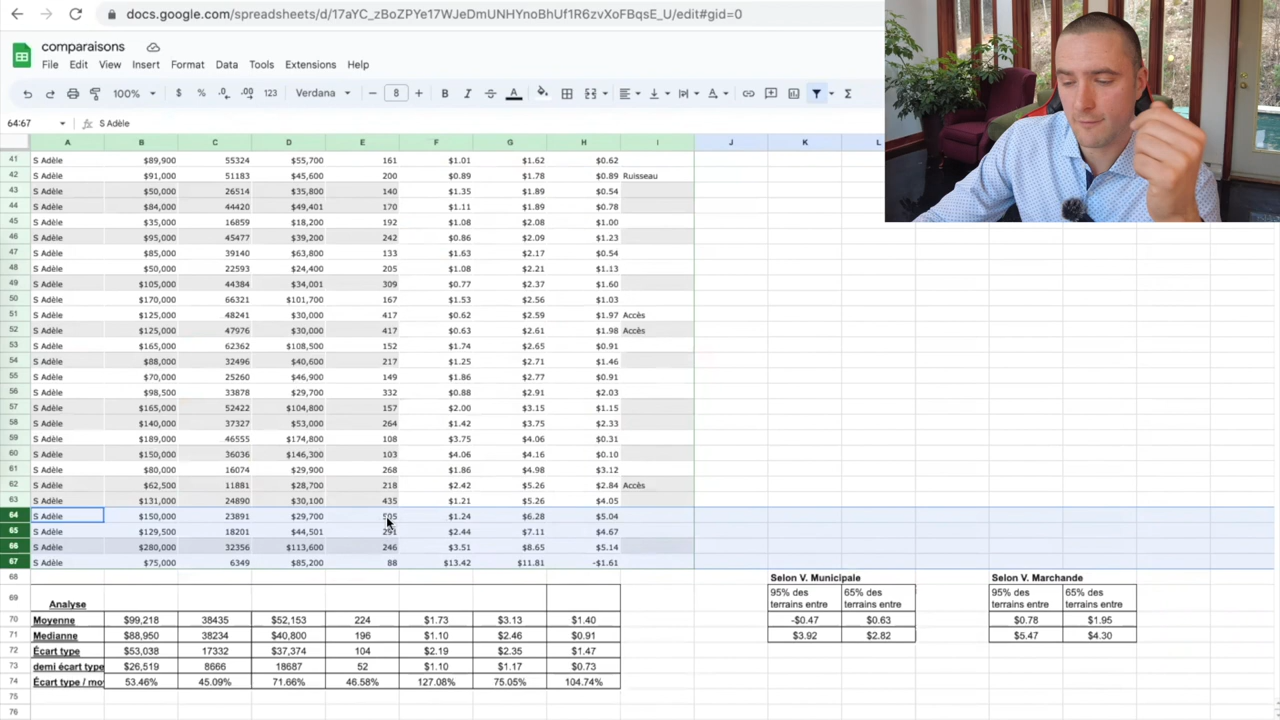 docs.google.com/spreadsheets/d/17aYC_zBoZPYe17WJeDmUNHYnoBhUf1R6zvXoFBqsE_U/edit#gid=0
comparaisons
File Edit View Insert Format Data Tools Extensions Help
100% $ % .0 .00 123 Verdana 8 B I A
64:67 fx S Adèle
A B C D E F G H I J K L
41 S Adèle $89,900 55324 $55,700 161 $1.01 $1.62 $0.62
42 S Adèle $91,000 51183 $45,600 200 $0.89 $1.78 $0.89 Ruisseau
43 S Adèle $50,000 26514 $35,800 140 $1.35 $1.89 $0.54
44 S Adèle $84,000 44420 $49,401 170 $1.11 $1.89 $0.78
45 S Adèle $35,000 16859 $18,200 192 $1.08 $2.08 $1.00
46 S Adèle $95,000 45477 $39,200 242 $0.86 $2.09 $1.23
47 S Adèle $85,000 39140 $63,800 133 $1.63 $2.17 $0.54
48 S Adèle $50,000 22593 $24,400 205 $1.08 $2.21 $1.13
49 S Adèle $105,000 44384 $34,001 309 $0.77 $2.37 $1.60
50 S Adèle $170,000 66321 $101,700 167 $1.53 $2.56 $1.03
51 S Adèle $125,000 48241 $30,000 417 $0.62 $2.59 $1.97 Accès
52 S Adèle $125,000 47976 $30,000 417 $0.63 $2.61 $1.98 Accès
53 S Adèle $165,000 62362 $108,500 152 $1.74 $2.65 $0.91
54 S Adèle $88,000 32496 $40,600 217 $1.25 $2.71 $1.46
55 S Adèle $70,000 25260 $46,900 149 $1.86 $2.77 $0.91
56 S Adèle $98,500 33878 $29,700 332 $0.88 $2.91 $2.03
57 S Adèle $165,000 52422 $104,800 157 $2.00 $3.15 $1.15
58 S Adèle $140,000 37327 $53,000 264 $1.42 $3.75 $2.33
59 S Adèle $189,000 46555 $174,800 108 $3.75 $4.06 $0.31
60 S Adèle $150,000 36036 $146,300 103 $4.06 $4.16 $0.10
61 S Adèle $80,000 16074 $29,900 268 $1.86 $4.98 $3.12
62 S Adèle $62,500 11881 $28,700 218 $2.42 $5.26 $2.84 Accès
63 S Adèle $131,000 24890 $30,100 435 $1.21 $5.26 $4.05
64 S Adèle $150,000 23891 $29,700 505 $1.24 $6.28 $5.04
65 S Adèle $129,500 18201 $44,501 291 $2.44 $7.11 $4.67
66 S Adèle $280,000 32356 $113,600 246 $3.51 $8.65 $5.14
67 S Adèle $75,000 6349 $85,200 88 $13.42 $11.81 -$1.61
68 Selon V. Municipale Selon V. Marchande
69 Analyse 95% des terrains entre 65% des terrains entre 95% des terrains entre 65% des terrains entre
70 Moyenne $99,218 38435 $52,153 224 $1.73 $3.13 $1.40 -$0.47 $0.63 $0.78 $1.95
71 Medianne $88,950 38234 $40,800 196 $1.10 $2.46 $0.91 $3.92 $2.82 $5.47 $4.30
72 Écart type $53,038 17332 $37,374 104 $2.19 $2.35 $1.47
73 demi écart type $26,519 8666 18687 52 $1.10 $1.17 $0.73
74 Écart type / mo 53.46% 45.09% 71.66% 46.58% 127.08% 75.05% 104.74%
75
76